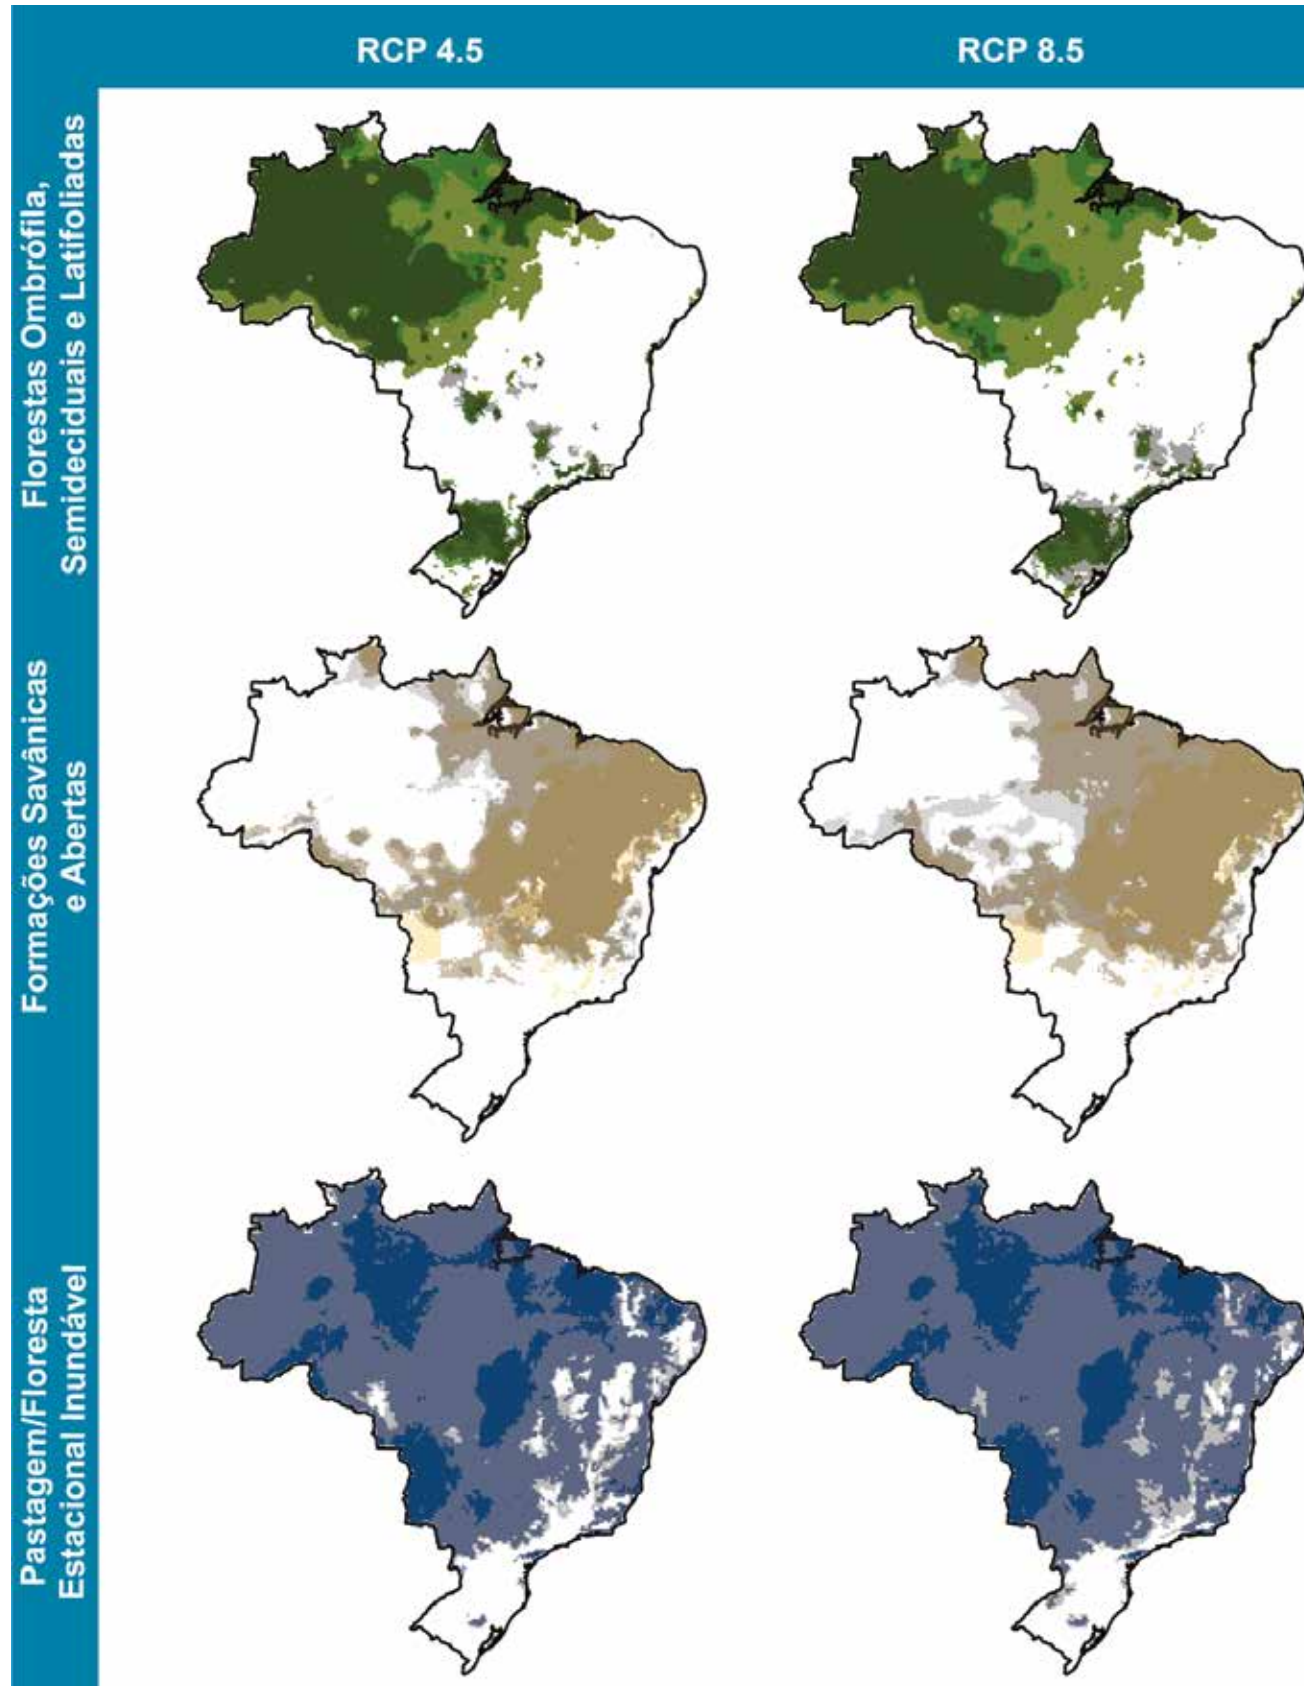 RCP 4.5
RCP 8.5
Florestas Ombrófila,
Semideciduais e Latifoliadas
Formações Savânicas
e Abertas
Pastagem/Floresta
Estacional Inundável